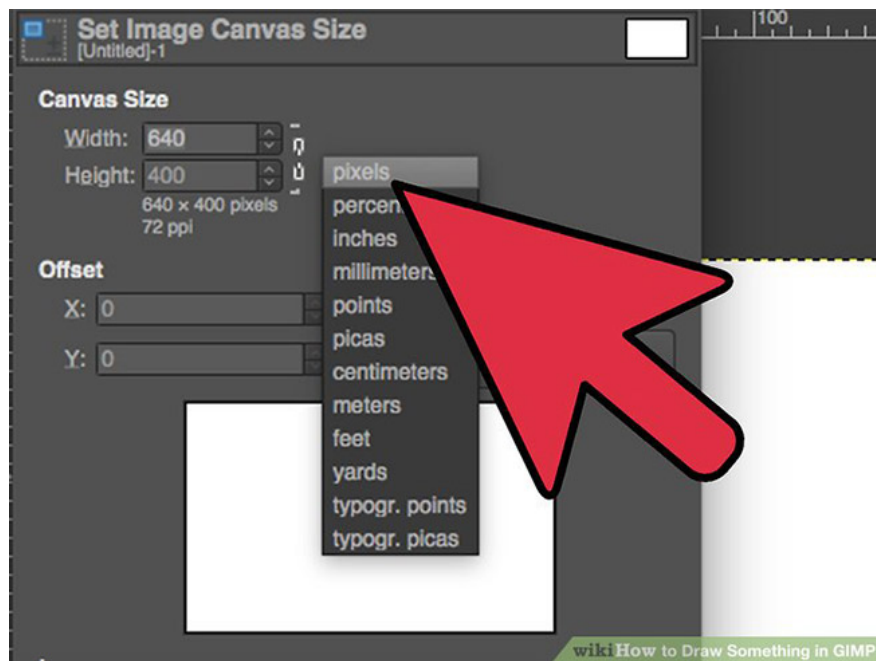 Set Image Canvas Size
[Untitled]-1
100
Canvas Size
Width: 640
Height: 400
640 × 400 pixels
72 ppi
pixels
percen
inches
millimeters
points
picas
centimeters
meters
feet
yards
typogr. points
typogr. picas
Offset
X: 0
Y: 0
wikiHow to Draw Something in GIMP